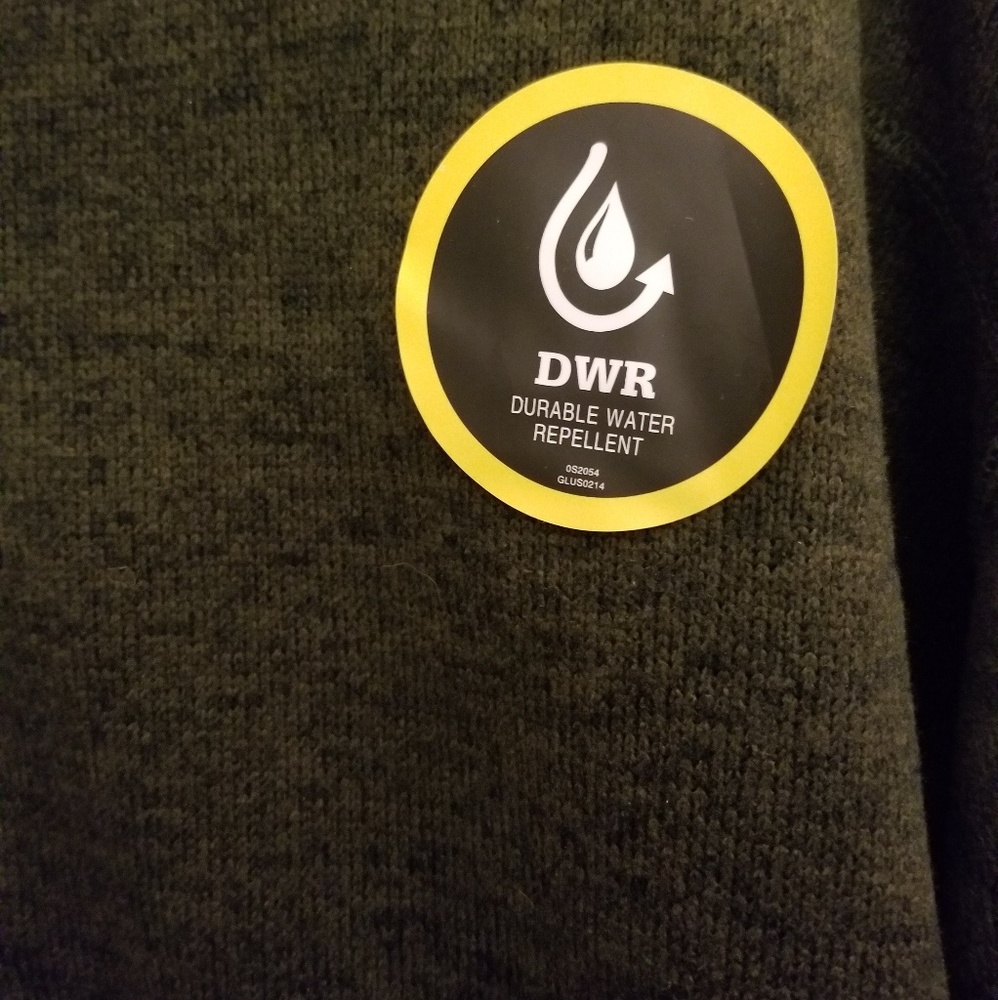 DWR
DURABLE WATER
REPELLENT
0S2054
GLUS0214